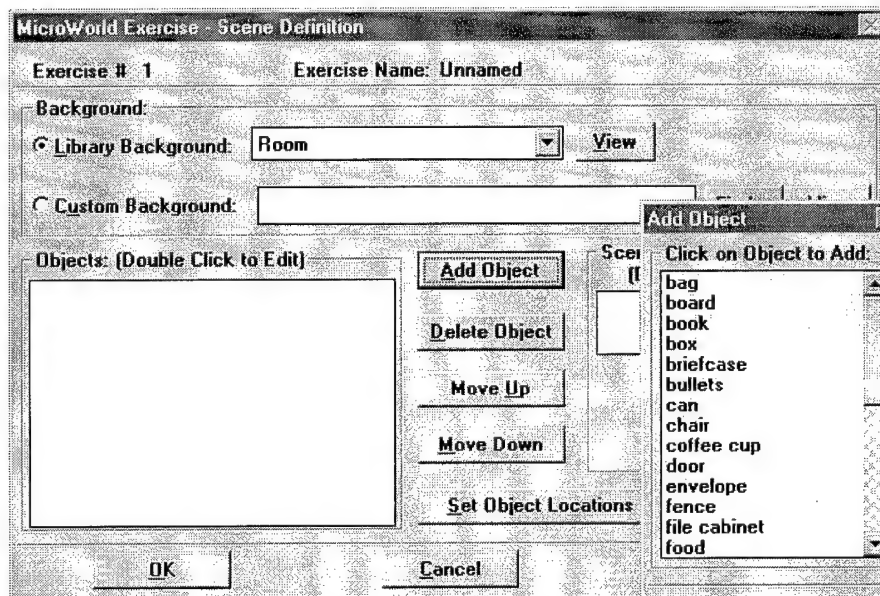 MicroWorld Exercise - Scene Definition
Exercise # 1 Exercise Name: Unnamed
Background:
Library Background: Room View
Custom Background:
Objects: (Double Click to Edit)
Add Object
Delete Object
Move Up
Move Down
Set Object Locations
OK Cancel
Add Object
Click on Object to Add:
bag
board
book
box
briefcase
bullets
can
chair
coffee cup
door
envelope
fence
file cabinet
food